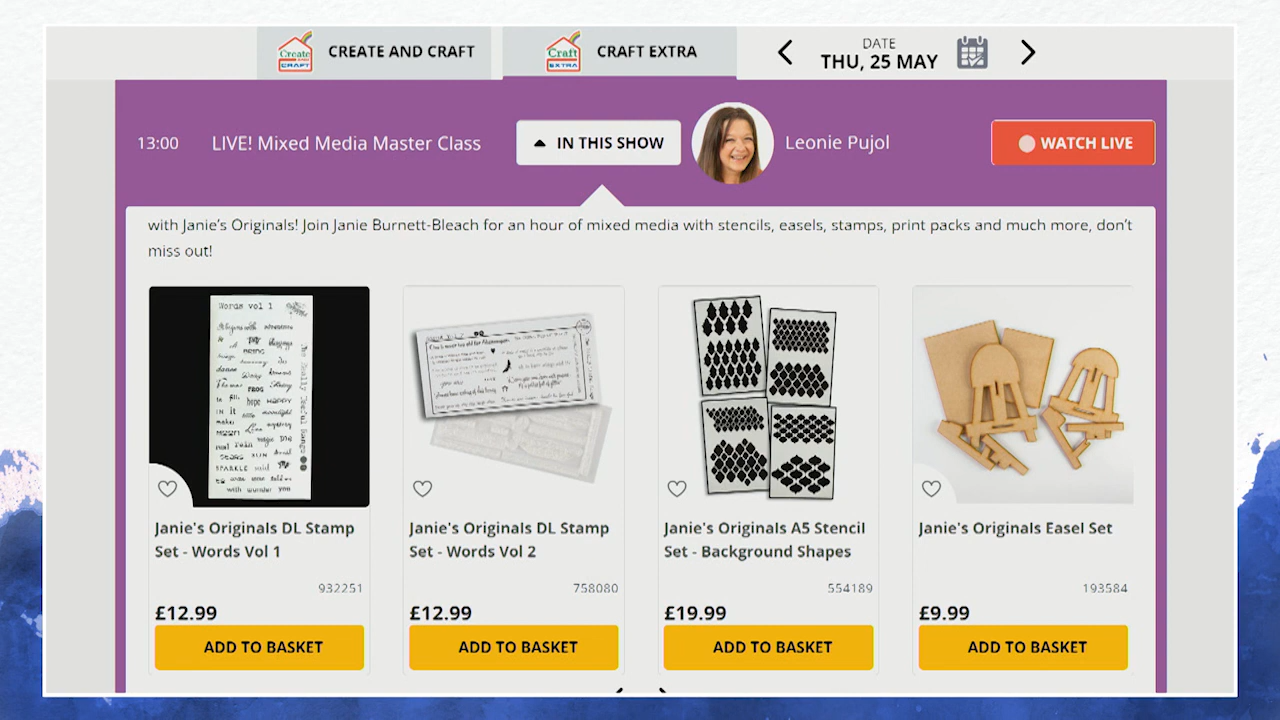 Create
CRAFT
CREATE AND CRAFT
Craft
EXTRA
CRAFT EXTRA
DATE
THU, 25 MAY
13:00
LIVE! Mixed Media Master Class
IN THIS SHOW
Leonie Pujol
WATCH LIVE
with Janie's Originals! Join Janie Burnett-Bleach for an hour of mixed media with stencils, easels, stamps, print packs and much more, don't
miss out!
Words vol 1
Janie's Originals DL Stamp
Set - Words Vol 1
932251
£12.99
ADD TO BASKET
Janie's Originals DL Stamp
Set - Words Vol 2
758080
£12.99
ADD TO BASKET
Janie's Originals A5 Stencil
Set - Background Shapes
554189
£19.99
ADD TO BASKET
Janie's Originals Easel Set
193584
£9.99
ADD TO BASKET